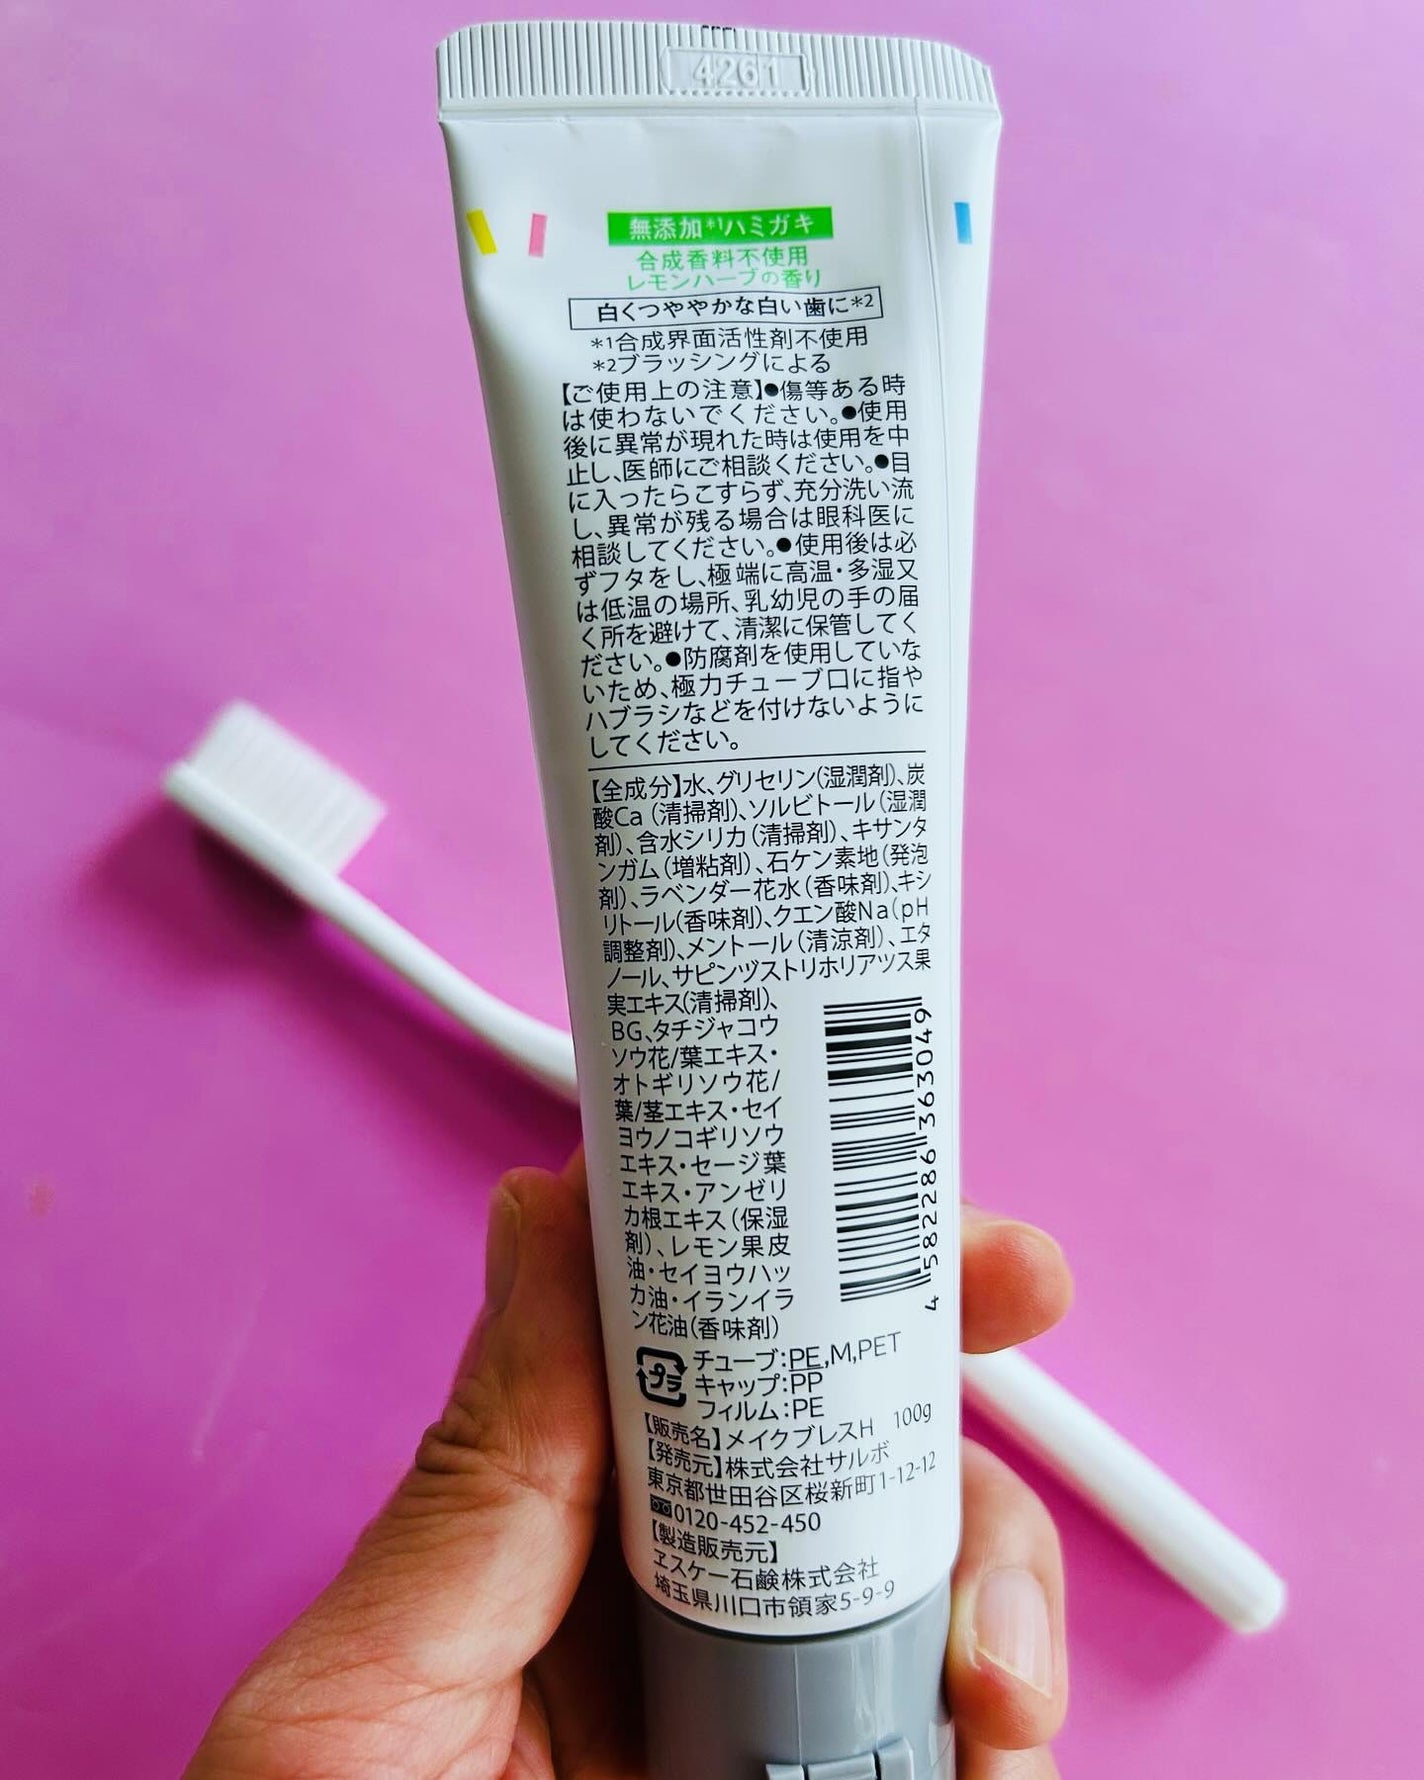 4261
無添加*1ハミガキ
合成香料不使用
レモンハーブの香り
白くつややかな白い歯に*2
*1合成界面活性剤不使用
*2ブラッシングによる
【ご使用上の注意】●傷等ある時
は使わないでください。●使用
後に異常が現れた時は使用を中
止し、医師にご相談ください。●目
に入ったらこすらず、充分洗い流
し、異常が残る場合は眼科医に
相談してください。●使用後は必
ずフタをし、極端に高温・多湿又
は低温の場所、乳幼児の手の届
く所を避けて、清潔に保管してく
ださい。●防腐剤を使用していな
いため、極力チューブ口に指や
ハブラシなどを付けないように
してください。
【全成分】水、グリセリン(湿潤剤)、炭
酸Ca(清掃剤)、ソルビトール(湿潤
剤)、含水シリカ(清掃剤)、キサンタ
ンガム(増粘剤)、石ケン素地(発泡
剤)、ラベンダー花水(香味剤)、キシ
リトール(香味剤)、クエン酸Na(pH
調整剤)、メントール(清涼剤)、エタ
ノール、サピンヅストリホリアツス果
実エキス(清掃剤)、
BG、タチジャコウ
ソウ花/葉エキス・
オトギリソウ花/
葉/茎エキス・セイ
ヨウノコギリソウ
エキス・セージ葉
エキス・アンゼリ
カ根エキス(保湿
剤)、レモン果皮
油・セイヨウハッ
カ油・イランイラ
ン花油(香味剤)
4 582286 363049
プラ
チューブ:PE,M,PET
キャップ:PP
フィルム:PE
【販売名】メイクブレスH 100g
【発売元】株式会社サルボ
東京都世田谷区桜新町1-12-12
0120-452-450
【製造販売元】
ヱスケー石鹸株式会社
埼玉県川口市領家5-9-9